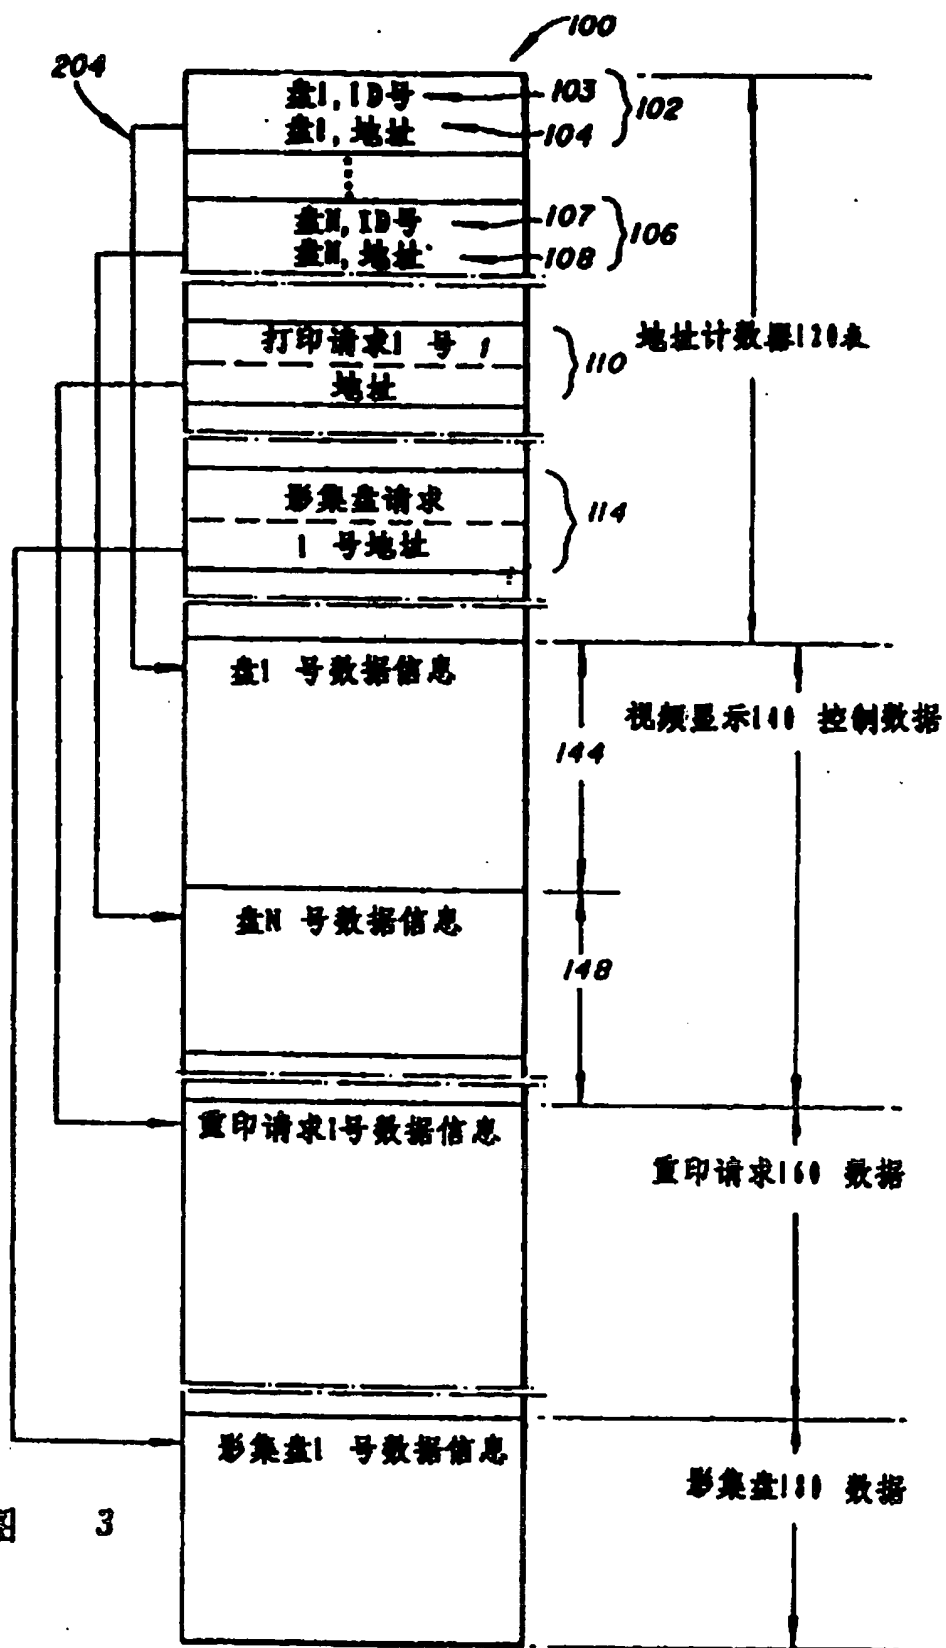 100
204
盘1, ID号 103
盘1, 地址 104
102
盘N, ID号 107
盘N, 地址 108
106
打印请求1 号 1
地址
110
地址计数器120表
影集盘请求
1 号地址
114
盘1 号数据信息
视频显示140 控制数据
144
盘N 号数据信息
148
重印请求1号数据信息
重印请求160 数据
影集盘1 号数据信息
影集盘180 数据
图 3